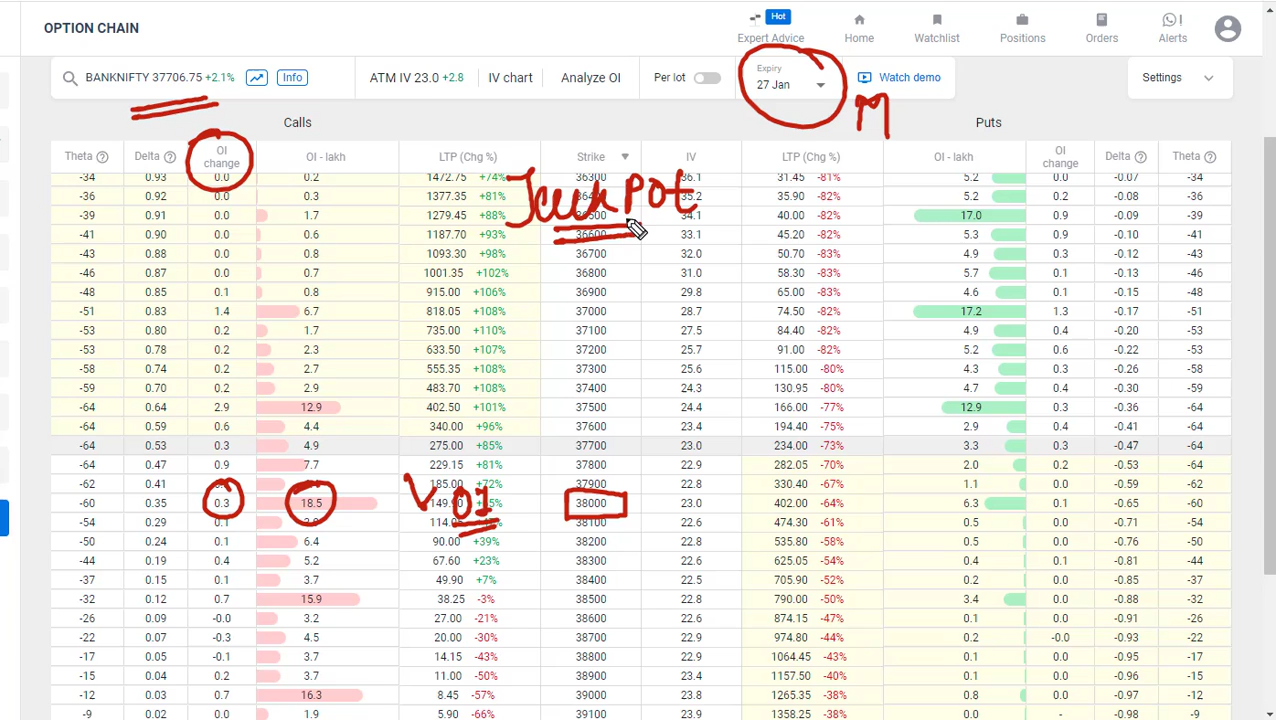 OPTION CHAIN
Hot
Expert Advice Home Watchlist Positions Orders Alerts
BANKNIFTY 37706.75 +2.1% Info ATM IV 23.0 +2.8 IV chart Analyze OI Per lot Expiry 27 Jan Watch demo Settings
M
Calls Puts
Theta Delta OI change OI - lakh LTP (Chg %) Strike IV LTP (Chg %) OI - lakh OI change Delta Theta
-34 0.93 0.0 0.2 1472.75 +74% 36300 36.1 31.45 -81% 5.2 0.0 -0.07 -34
JackPot
-36 0.92 0.0 0.3 1377.35 +81% 35.2 35.90 -82% 5.2 0.2 -0.08 -36
-39 0.91 0.0 1.7 1279.45 +88% 34.1 40.00 -82% 17.0 0.9 -0.09 -39
-41 0.90 0.0 0.6 1187.70 +93% 36600 33.1 45.20 -82% 5.3 0.9 -0.10 -41
-43 0.88 0.0 0.8 1093.30 +98% 36700 32.0 50.70 -83% 4.9 0.3 -0.12 -43
-46 0.87 0.0 0.7 1001.35 +102% 36800 31.0 58.30 -83% 5.7 0.1 -0.13 -46
-48 0.85 0.1 0.8 915.00 +106% 36900 29.8 65.00 -83% 4.6 0.1 -0.15 -48
-51 0.83 1.4 6.7 818.05 +108% 37000 28.7 74.50 -82% 17.2 1.3 -0.17 -51
-53 0.80 0.2 1.7 735.00 +110% 37100 27.5 84.40 -82% 4.9 0.4 -0.20 -53
-53 0.78 0.2 2.3 633.50 +107% 37200 25.7 91.00 -82% 5.2 0.6 -0.22 -53
-58 0.74 0.2 2.7 555.35 +108% 37300 25.6 115.00 -80% 4.3 0.3 -0.26 -58
-59 0.70 0.2 2.9 483.70 +108% 37400 24.3 130.95 -80% 4.7 0.4 -0.30 -59
-64 0.64 2.9 12.9 402.50 +101% 37500 24.4 166.00 -77% 12.9 0.3 -0.36 -64
-64 0.59 0.6 4.4 340.00 +96% 37600 23.4 194.40 -75% 2.9 0.4 -0.41 -64
-64 0.53 0.3 4.9 275.00 +85% 37700 23.0 234.00 -73% 3.3 0.3 -0.47 -64
-64 0.47 0.9 7.7 229.15 +81% 37800 22.9 282.05 -70% 2.0 0.2 -0.53 -64
-62 0.41 185.00 +72% 37900 22.8 330.40 -67% 1.1 0.0 -0.59 -64
-60 0.35 0.3 18.5 38000 23.0 402.00 -64% 6.3 0.1 -0.65 -60
OI
-54 0.29 0.1 38100 22.6 474.30 -61% 0.5 0.2 -0.71 -54
-50 0.24 0.1 6.4 90.00 +39% 38200 22.8 535.80 -58% 0.5 0.0 -0.76 -50
-44 0.19 0.4 5.2 67.60 +23% 38300 22.6 625.05 -54% 0.4 0.1 -0.81 -44
-37 0.15 0.1 3.7 49.90 +7% 38400 22.5 705.90 -52% 0.2 0.0 -0.85 -37
-32 0.12 0.7 15.9 38.25 -3% 38500 22.8 790.00 -50% 3.4 0.0 -0.88 -32
-26 0.09 -0.0 3.2 27.00 -21% 38600 22.6 874.15 -47% 0.1 0.0 -0.91 -26
-22 0.07 -0.3 4.5 20.00 -30% 38700 22.6 974.80 -44% 0.2 -0.0 -0.93 -22
-17 0.05 -0.1 3.7 14.15 -43% 38800 22.9 1064.45 -43% 0.1 0.0 -0.95 -17
-15 0.04 0.2 3.7 11.00 -50% 38900 23.4 1157.50 -40% 0.1 0.0 -0.96 -15
-12 0.03 0.7 16.3 8.45 -57% 39000 23.8 1265.35 -38% 0.8 0.0 -0.97 -12
-9 0.02 0.0 1.9 5.90 -66% 39100 23.9 1358.25 -38% 0.0 - -0.98 -9